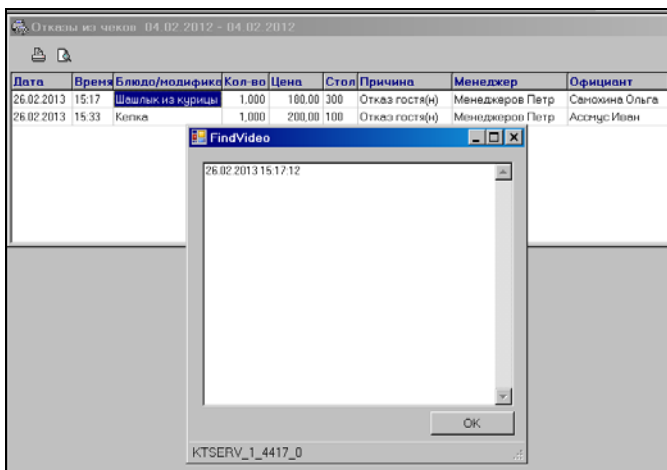 Отказы из чеков 04.02.2012 - 04.02.2012
Дата Время Блюдо/модифика Кол-во Цена Стол Причина Менеджер Официант
26.02.2013 15:17 Шашлык из курицы 1,000 180,00 300 Отказ гостя(н) Менеджеров Петр Самохина Ольга
26.02.2013 15:33 Кепка 1,000 200,00 100 Отказ гостя(н) Менеджеров Петр Ассмус Иван
FindVideo
26.02.2013 15:17:12
OK
KTSERV_1_4417_0